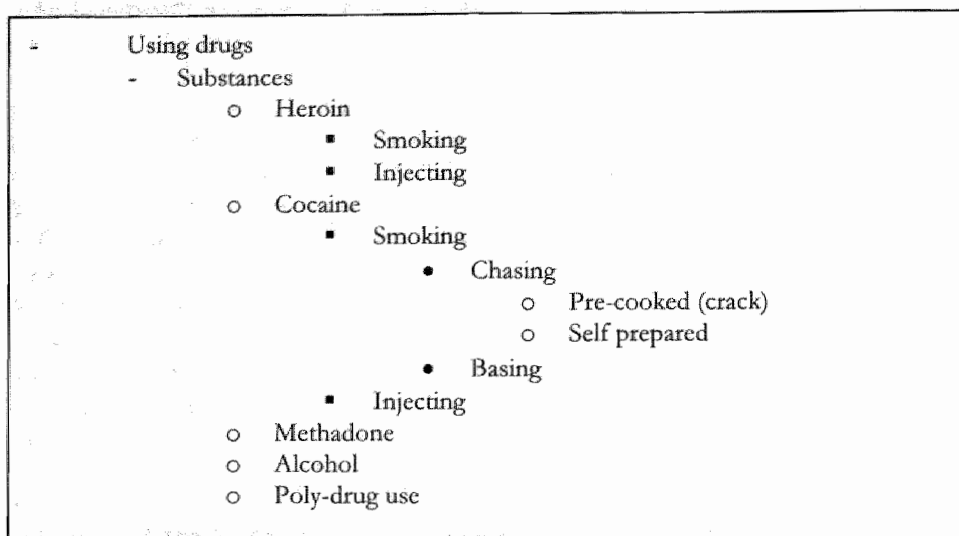 - Using drugs
- Substances
o Heroin
▪ Smoking
▪ Injecting
o Cocaine
▪ Smoking
• Chasing
o Pre-cooked (crack)
o Self prepared
• Basing
▪ Injecting
o Methadone
o Alcohol
o Poly-drug use